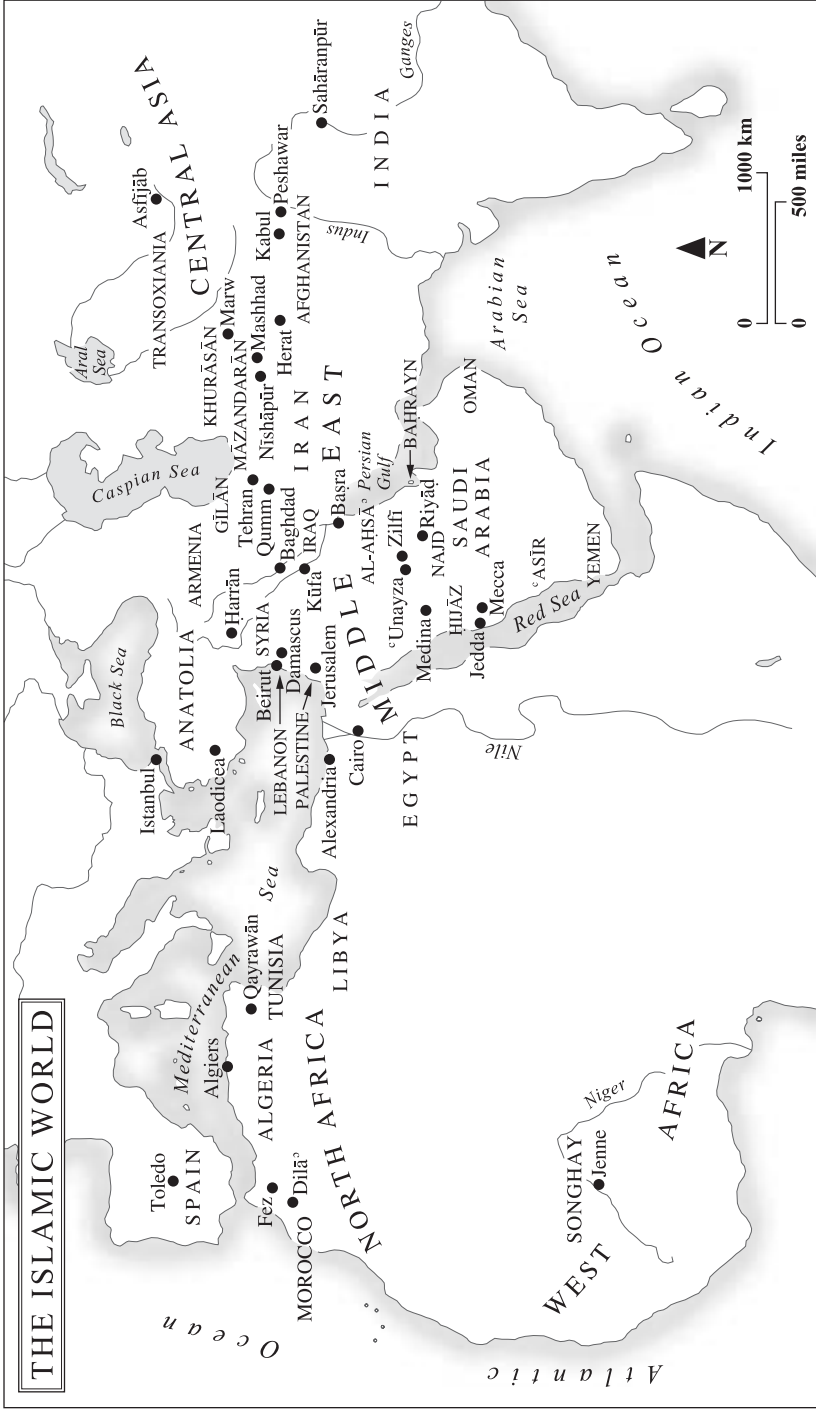 THE ISLAMIC WORLD
Atlantic
Ocean
Toledo
SPAIN
Fez
Dilāʾ
MOROCCO
NORTH AFRICA
Algiers
ALGERIA
Mediterranean
Sea
Qayrawān
TUNISIA
LIBYA
WEST
AFRICA
SONGHAY
Jenne
Niger
Istanbul
Black Sea
ANATOLIA
Laodicea
ARMENIA
Ḥarrān
SYRIA
Beirut
Damascus
LEBANON
PALESTINE
Jerusalem
Alexandria
Cairo
EGYPT
Nile
MIDDLE
EAST
Caspian Sea
GĪLĀN
MĀZANDARĀN
KHURĀSĀN
Tehran
Qumm
Baghdad
IRAQ
Kūfa
Baṣra
IRAN
Nishāpūr
Mashhad
Marw
Herat
Aral
Sea
TRANSOXIANIA
CENTRAL ASIA
Asfījāb
Kabul
Peshawar
AFGHANISTAN
Indus
Sahāranpūr
INDIA
Ganges
Persian
Gulf
AL-AHSĀʾ
BAḤRAYN
Zilfī
ʿUnayza
Riyāḍ
NAJD
SAUDI
ARABIA
Medina
ḤIJĀZ
Jedda
Mecca
ʿASĪR
YEMEN
OMAN
Red Sea
Arabian
Sea
Indian Ocean
N
0 1000 km
0 500 miles